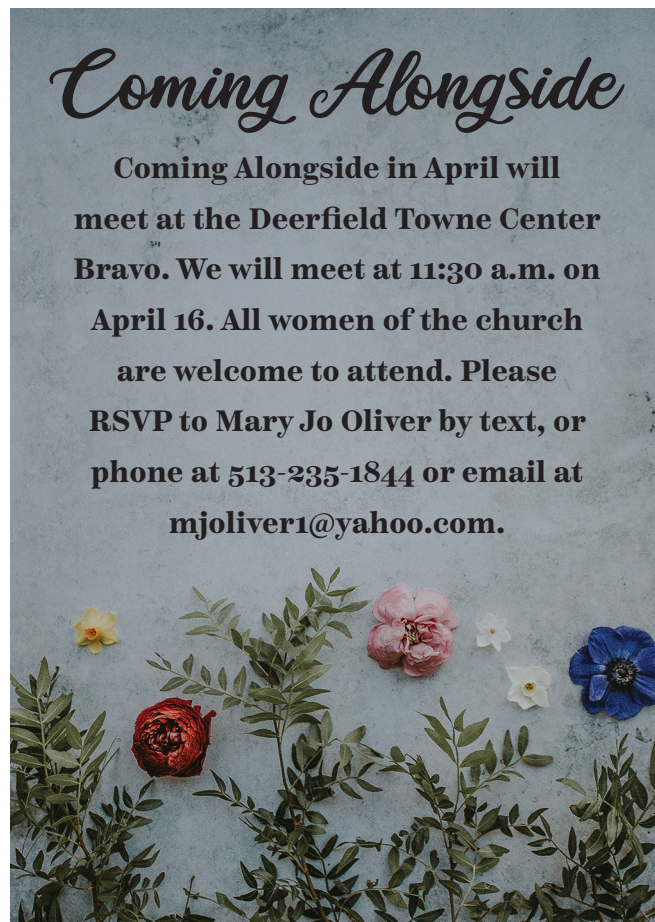 Coming Alongside
Coming Alongside in April will
meet at the Deerfield Towne Center
Bravo. We will meet at 11:30 a.m. on
April 16. All women of the church
are welcome to attend. Please
RSVP to Mary Jo Oliver by text, or
phone at 513-235-1844 or email at
mjoliver1@yahoo.com.